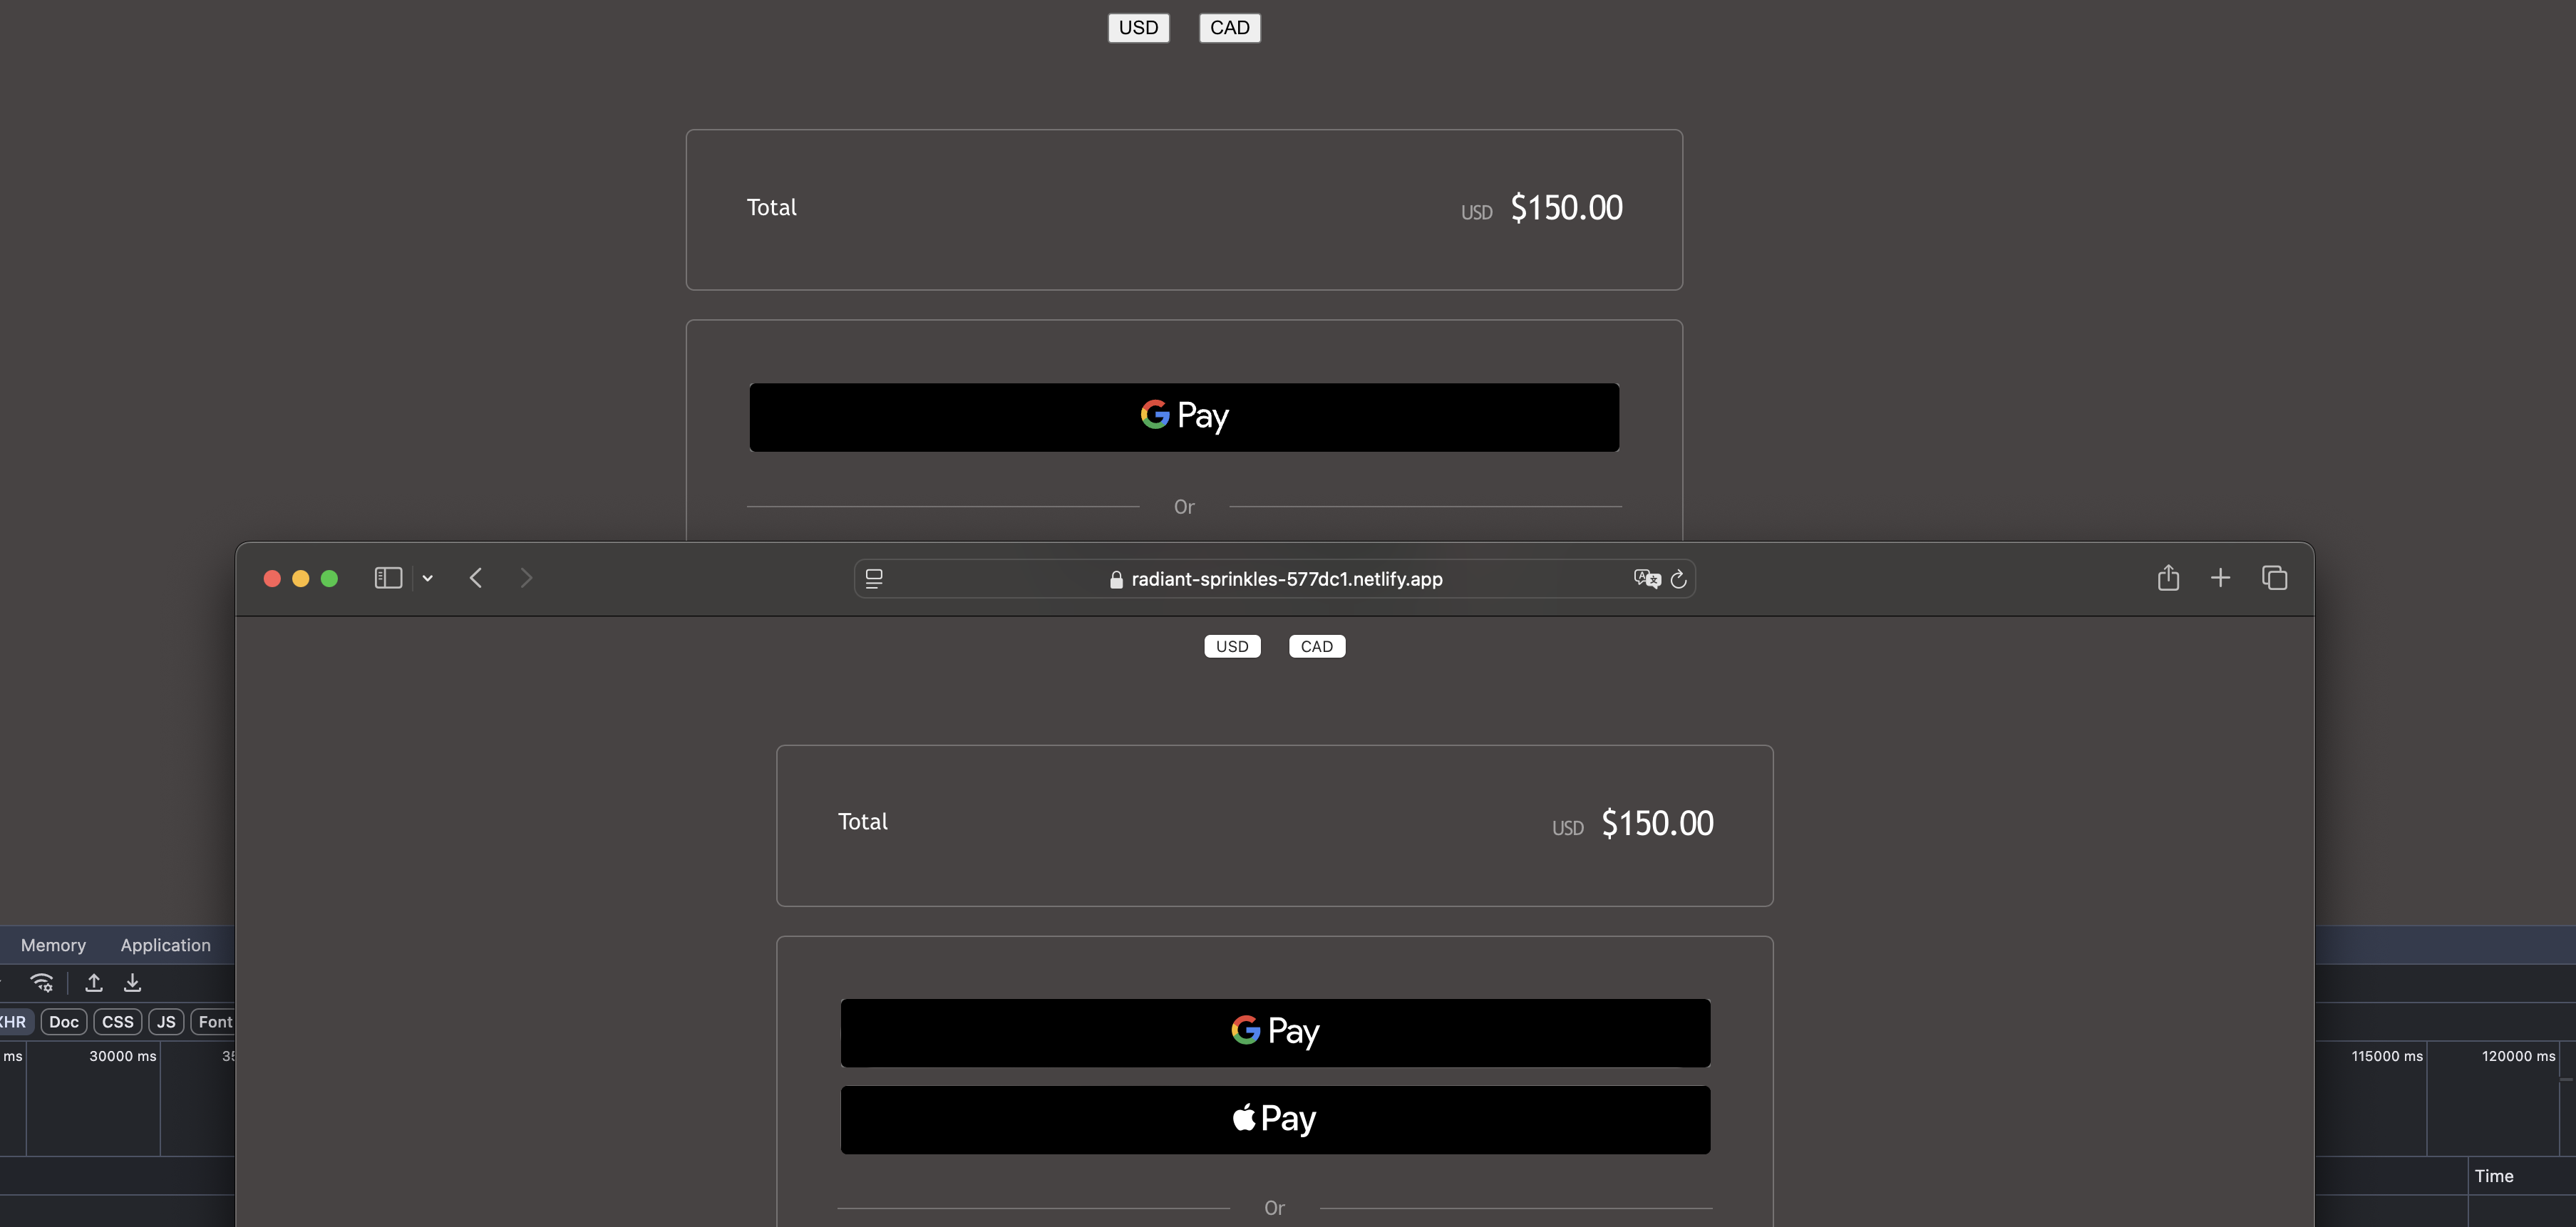 USD CAD
Total USD $150.00
G Pay
Or
radiant-sprinkles-577dc1.netlify.app
USD CAD
Total USD $150.00
Memory Application
G Pay
XHR Doc CSS JS Font
ms 30000 ms 35 115000 ms 120000 ms
Pay
Time
Or